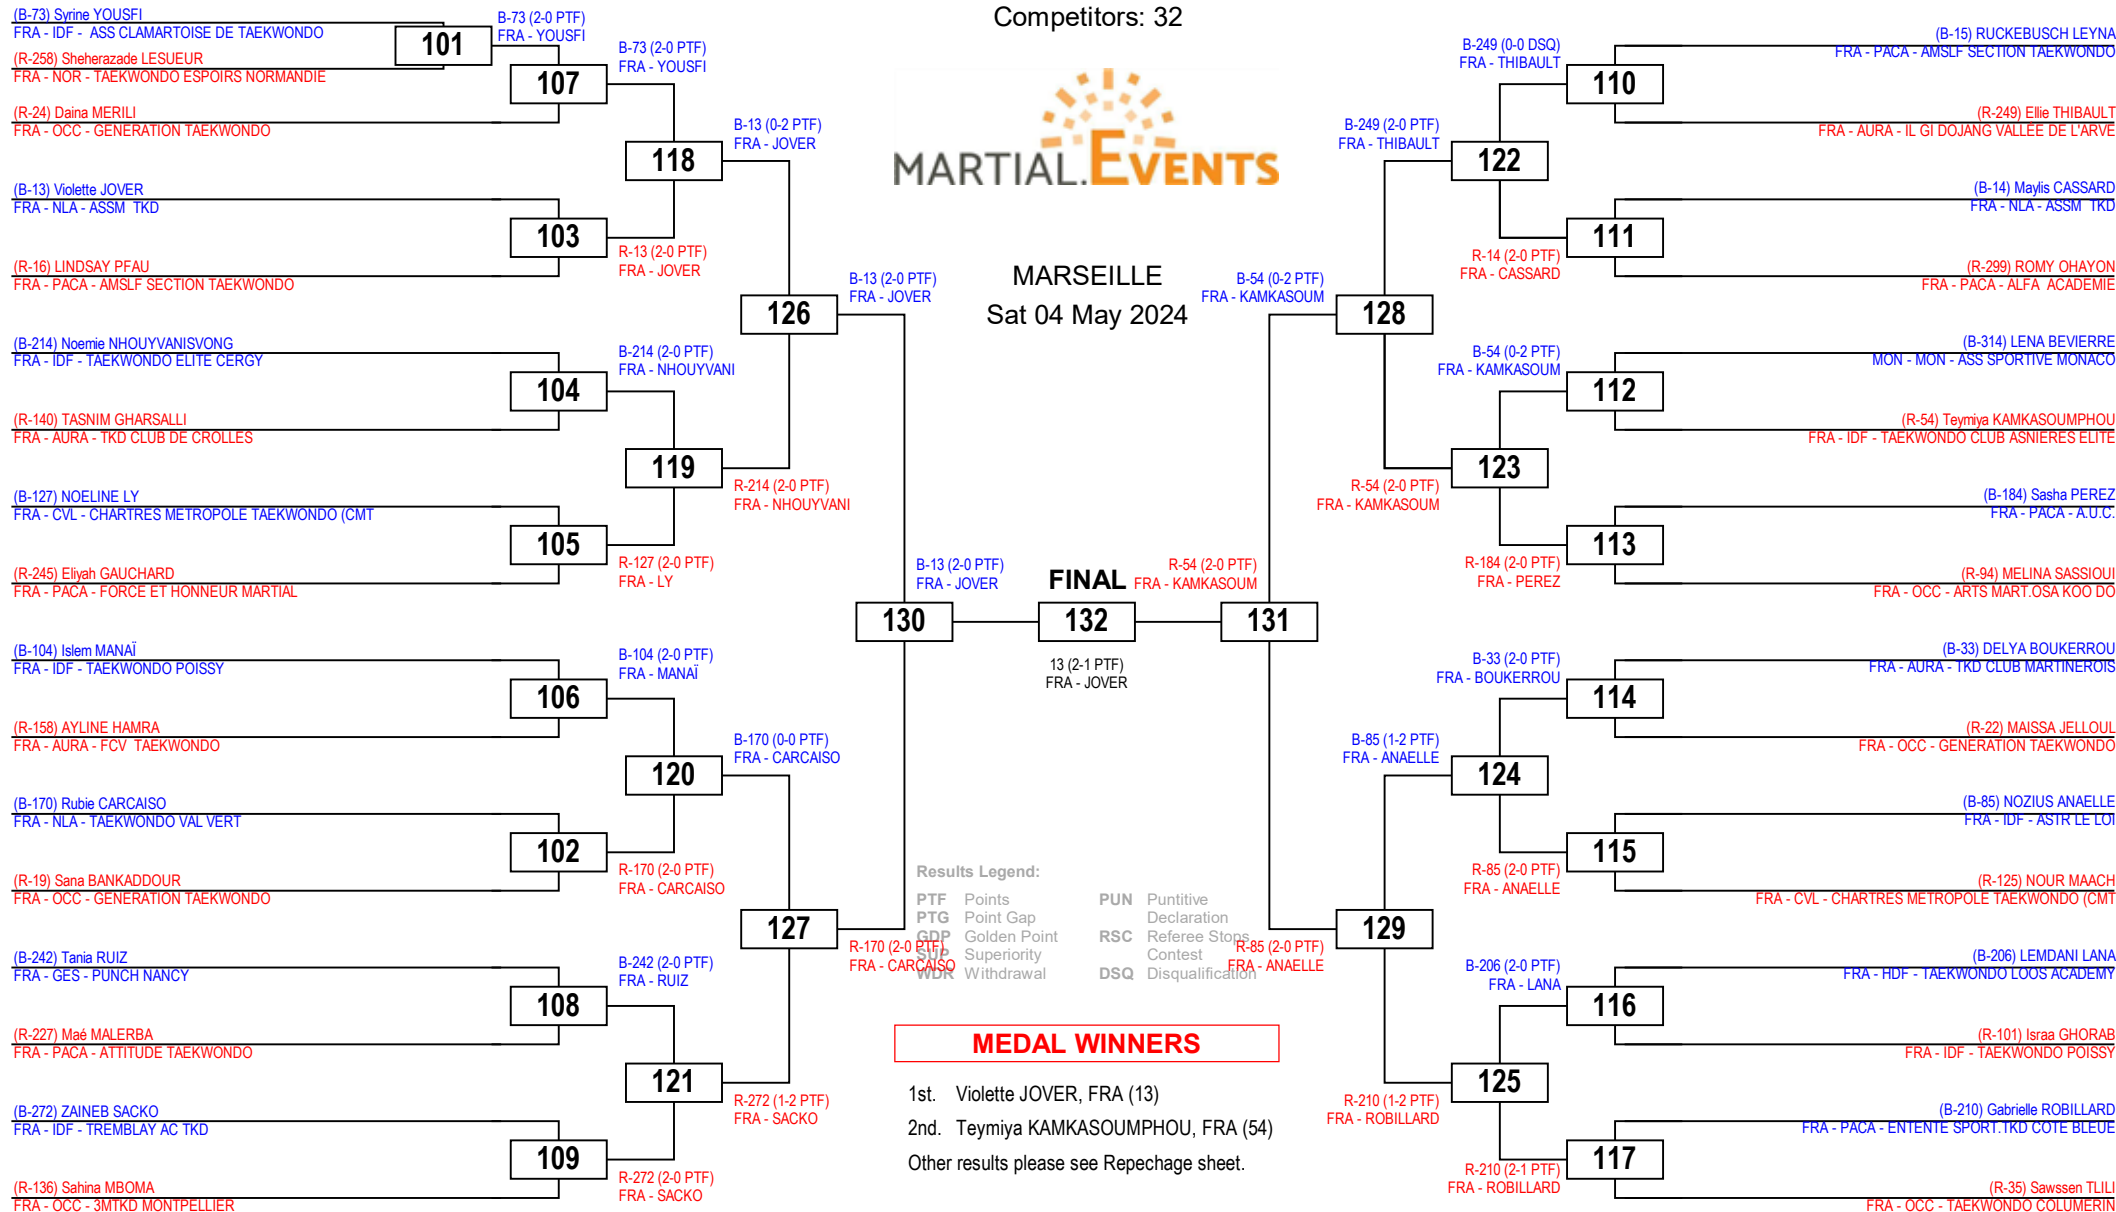 (B-73) Syrine YOUSFI
FRA - IDF - ASS CLAMARTOISE DE TAEKWONDO
(R-258) Sheherazade LESUEUR
FRA - NOR - TAEKWONDO ESPOIRS NORMANDIE
(R-24) Daina MERILI
FRA - OCC - GENERATION TAEKWONDO
(B-13) Violette JOVER
FRA - NLA - ASSM TKD
(R-16) LINDSAY PFAU
FRA - PACA - AMSLF SECTION TAEKWONDO
(B-214) Noemie NHOUYVANISVONG
FRA - IDF - TAEKWONDO ELITE CERGY
(R-140) TASNIM GHARSALLI
FRA - AURA - TKD CLUB DE CROLLES
(B-127) NOELINE LY
FRA - CVL - CHARTRES METROPOLE TAEKWONDO (CMT
(R-245) Eliyah GAUCHARD
FRA - PACA - FORCE ET HONNEUR MARTIAL
(B-104) Islem MANAÏ
FRA - IDF - TAEKWONDO POISSY
(R-158) AYLINE HAMRA
FRA - AURA - FCV TAEKWONDO
(B-170) Rubie CARCAISO
FRA - NLA - TAEKWONDO VAL VERT
(R-19) Sana BANKADDOUR
FRA - OCC - GENERATION TAEKWONDO
(B-242) Tania RUIZ
FRA - GES - PUNCH NANCY
(R-227) Maé MALERBA
FRA - PACA - ATTITUDE TAEKWONDO
(B-272) ZAINEB SACKO
FRA - IDF - TREMBLAY AC TKD
(R-136) Sahina MBOMA
FRA - OCC - 3MTKD MONTPELLIER
101
B-73 (2-0 PTF)
FRA - YOUSFI
107
103
104
105
106
102
108
109
B-73 (2-0 PTF)
FRA - YOUSFI
118
R-13 (2-0 PTF)
FRA - JOVER
B-214 (2-0 PTF)
FRA - NHOUYVANI
119
R-127 (2-0 PTF)
FRA - LY
B-104 (2-0 PTF)
FRA - MANAÏ
120
R-170 (2-0 PTF)
FRA - CARCAISO
B-242 (2-0 PTF)
FRA - RUIZ
121
R-272 (2-0 PTF)
FRA - SACKO
B-13 (0-2 PTF)
FRA - JOVER
126
R-214 (2-0 PTF)
FRA - NHOUYVANI
B-170 (0-0 PTF)
FRA - CARCAISO
127
R-272 (1-2 PTF)
FRA - SACKO
B-13 (2-0 PTF)
FRA - JOVER
130
R-170 (2-0 PTF)
FRA - CARCAISO
Competitors: 32
MARTIAL.EVENTS
MARSEILLE
Sat 04 May 2024
B-13 (2-0 PTF)
FRA - JOVER
FINAL
R-54 (2-0 PTF)
FRA - KAMKASOUM
132
13 (2-1 PTF)
FRA - JOVER
Results Legend:
PTF Points
PTG Point Gap
GDP Golden Point
SUP Superiority
WDR Withdrawal
PUN Puntitive
Declaration
RSC Referee Stops
Contest
DSQ Disqualification
MEDAL WINNERS
1st. Violette JOVER, FRA (13)
2nd. Teymiya KAMKASOUMPHOU, FRA (54)
Other results please see Repechage sheet.
B-54 (0-2 PTF)
FRA - KAMKASOUM
131
R-85 (2-0 PTF)
FRA - ANAELLE
B-249 (2-0 PTF)
FRA - THIBAULT
128
R-54 (2-0 PTF)
FRA - KAMKASOUM
B-85 (1-2 PTF)
FRA - ANAELLE
129
R-210 (1-2 PTF)
FRA - ROBILLARD
B-249 (0-0 DSQ)
FRA - THIBAULT
122
R-14 (2-0 PTF)
FRA - CASSARD
B-54 (0-2 PTF)
FRA - KAMKASOUM
123
R-184 (2-0 PTF)
FRA - PEREZ
B-33 (2-0 PTF)
FRA - BOUKERROU
124
R-85 (2-0 PTF)
FRA - ANAELLE
B-206 (2-0 PTF)
FRA - LANA
125
R-210 (2-1 PTF)
FRA - ROBILLARD
110
111
112
113
114
115
116
117
(B-15) RUCKEBUSCH LEYNA
FRA - PACA - AMSLF SECTION TAEKWONDO
(R-249) Ellie THIBAULT
FRA - AURA - IL GI DOJANG VALLEE DE L'ARVE
(B-14) Maylis CASSARD
FRA - NLA - ASSM TKD
(R-299) ROMY OHAYON
FRA - PACA - ALFA ACADEMIE
(B-314) LENA BEVIERRE
MON - MON - ASS SPORTIVE MONACO
(R-54) Teymiya KAMKASOUMPHOU
FRA - IDF - TAEKWONDO CLUB ASNIERES ELITE
(B-184) Sasha PEREZ
FRA - PACA - A.U.C.
(R-94) MELINA SASSIOUI
FRA - OCC - ARTS MART.OSA KOO DO
(B-33) DELYA BOUKERROU
FRA - AURA - TKD CLUB MARTINEROIS
(R-22) MAISSA JELLOUL
FRA - OCC - GENERATION TAEKWONDO
(B-85) NOZIUS ANAELLE
FRA - IDF - ASTR LE LOI
(R-125) NOUR MAACH
FRA - CVL - CHARTRES METROPOLE TAEKWONDO (CMT
(B-206) LEMDANI LANA
FRA - HDF - TAEKWONDO LOOS ACADEMY
(R-101) Israa GHORAB
FRA - IDF - TAEKWONDO POISSY
(B-210) Gabrielle ROBILLARD
FRA - PACA - ENTENTE SPORT.TKD COTE BLEUE
(R-35) Sawssen TLILI
FRA - OCC - TAEKWONDO COLUMERIN